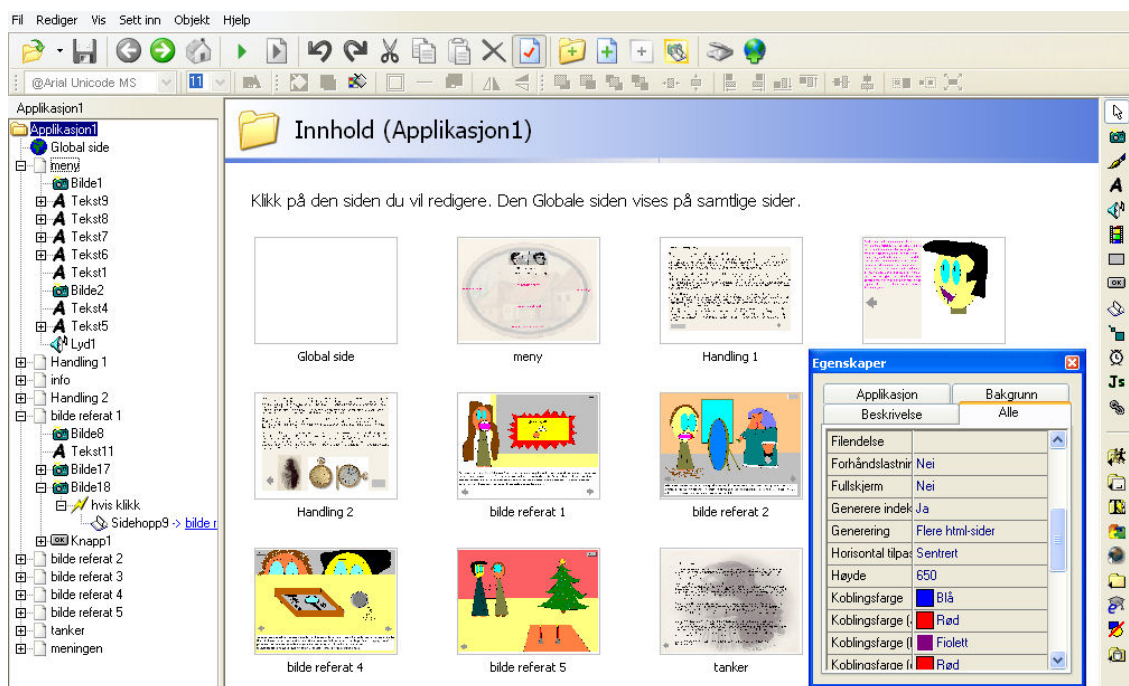 Fil Rediger Vis Sett inn Objekt Hjelp
@Arial Unicode MS 11
Applikasjon1
Applikasjon1
Global side
meny
Bilde1
Tekst9
Tekst8
Tekst7
Tekst6
Tekst1
Bilde2
Tekst4
Tekst5
Lyd1
Handling 1
info
Handling 2
bilde referat 1
Bilde8
Tekst11
Bilde17
Bilde18
hvis klikk
Sidehopp9 -> bilde r
OK Knapp1
bilde referat 2
bilde referat 3
bilde referat 4
bilde referat 5
tanker
meningen
Innhold (Applikasjon1)
Klikk på den siden du vil redigere. Den Globale siden vises på samtlige sider.
Global side
meny
Handling 1
Handling 2
bilde referat 1
bilde referat 2
bilde referat 4
bilde referat 5
tanker
Egenskaper
Applikasjon Bakgrunn
Beskrivelse Alle
Filendelse
Forhåndslastnin Nei
Fullskjerm Nei
Generere indek Ja
Generering Flere html-sider
Horisontal tilpas Sentrert
Høyde 650
Koblingsfarge Blå
Koblingsfarge (. Rød
Koblingsfarge (l Fiolett
Koblingsfarge (e Rød
A
OK
Js